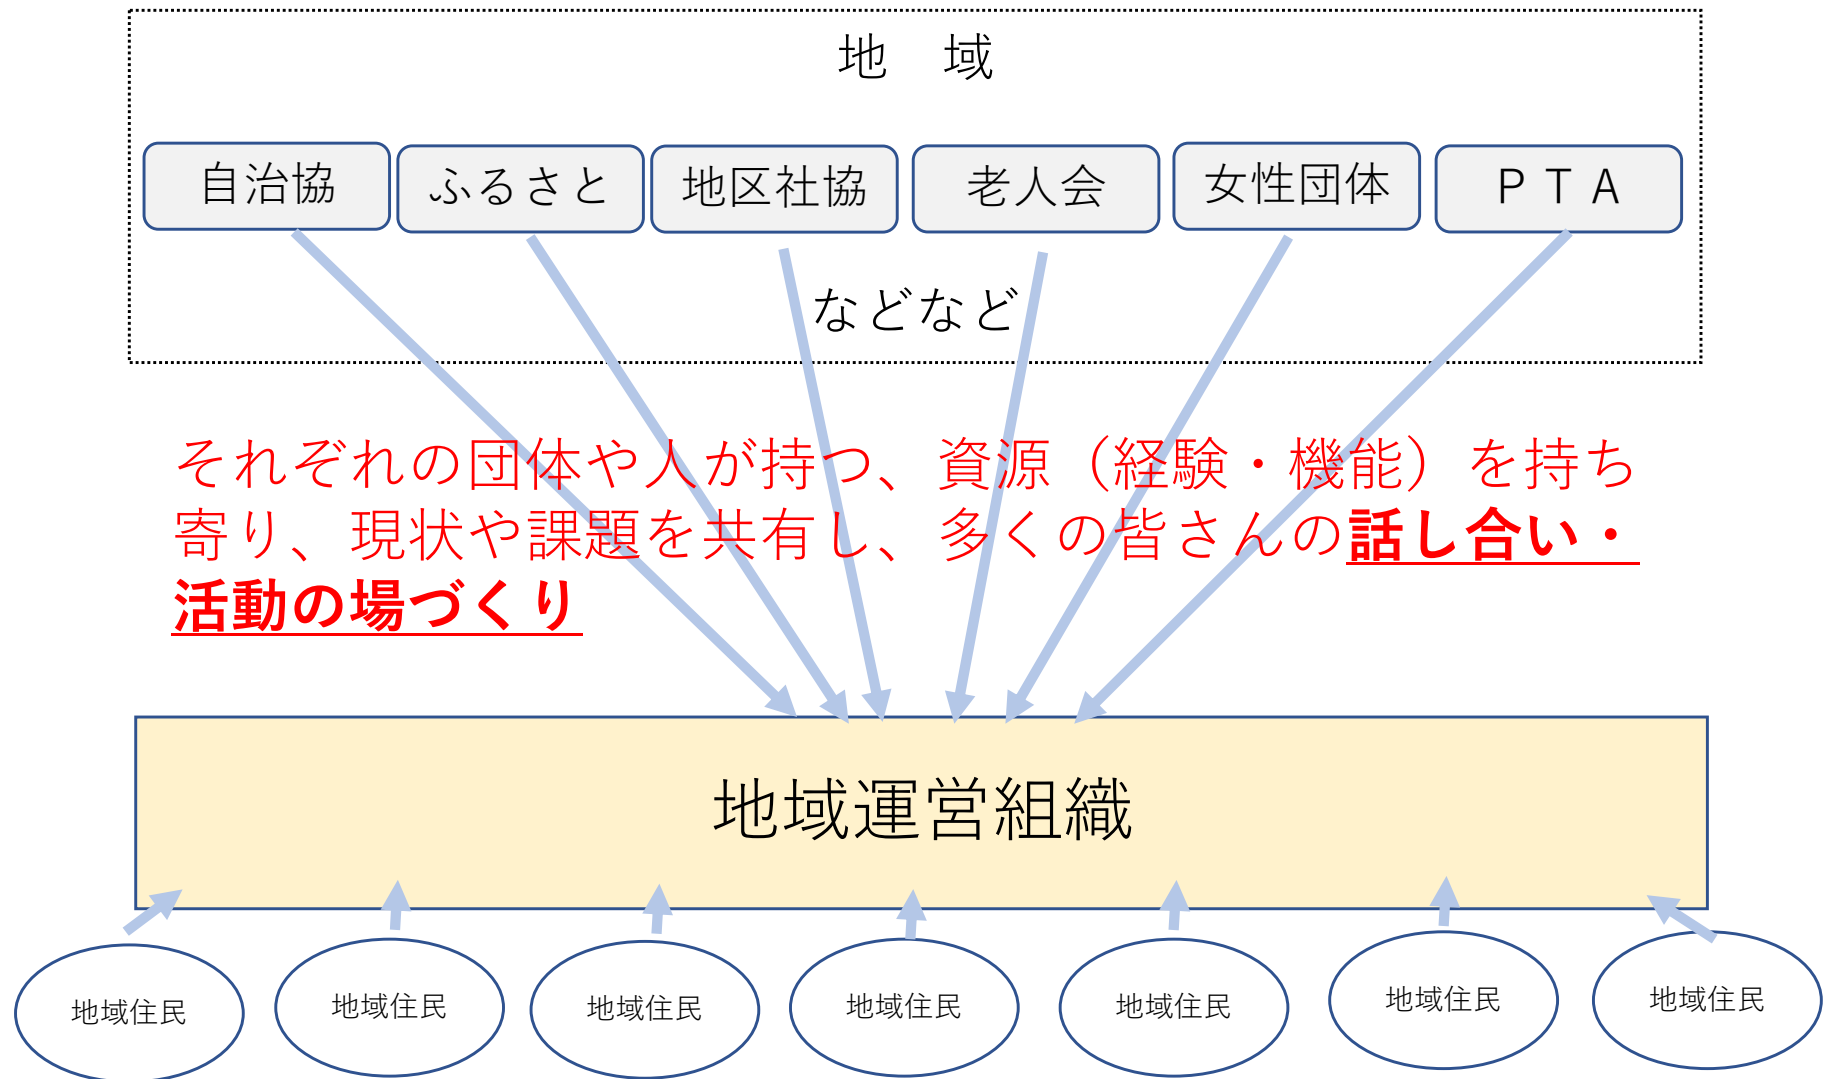 地　域
自治協
ふるさと
地区社協
老人会
女性団体
ＰＴＡ
などなど
それぞれの団体や人が持つ、資源（経験・機能）を持ち
寄り、現状や課題を共有し、多くの皆さんの話し合い・
活動の場づくり
地域運営組織
地域住民
地域住民
地域住民
地域住民
地域住民
地域住民
地域住民